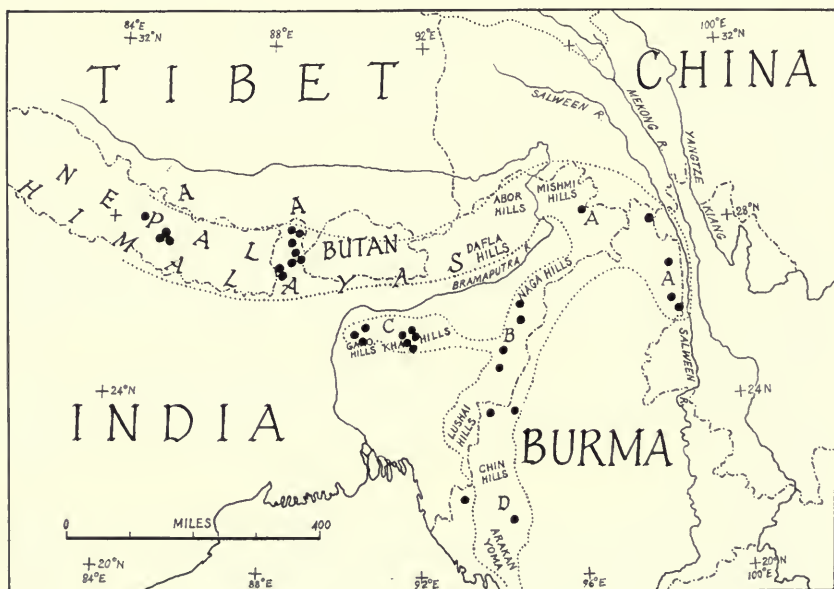 84°E
32°N
88°E
92°E
100°E
32°N
TIBET
CHINA
SALWEEN R.
MEKONG R.
YANGTZE
KIANG
NEPAL
HIMALAYAS
A
A
BUTAN
ABOR
HILLS
MISHMI
HILLS
A
28°N
DAFLA
HILLS
BRAMAPUTRA R.
NAGA HILLS
A
C
GARO
HILLS
KHASI HILLS
B
SALWEEN R.
24°N
24°N
INDIA
LUSHAI
HILLS
BURMA
CHIN
HILLS
D
ARAKAN
YOMA
0 MILES 400
20°N
84°E
88°E
92°E
96°E
20°N
100°E